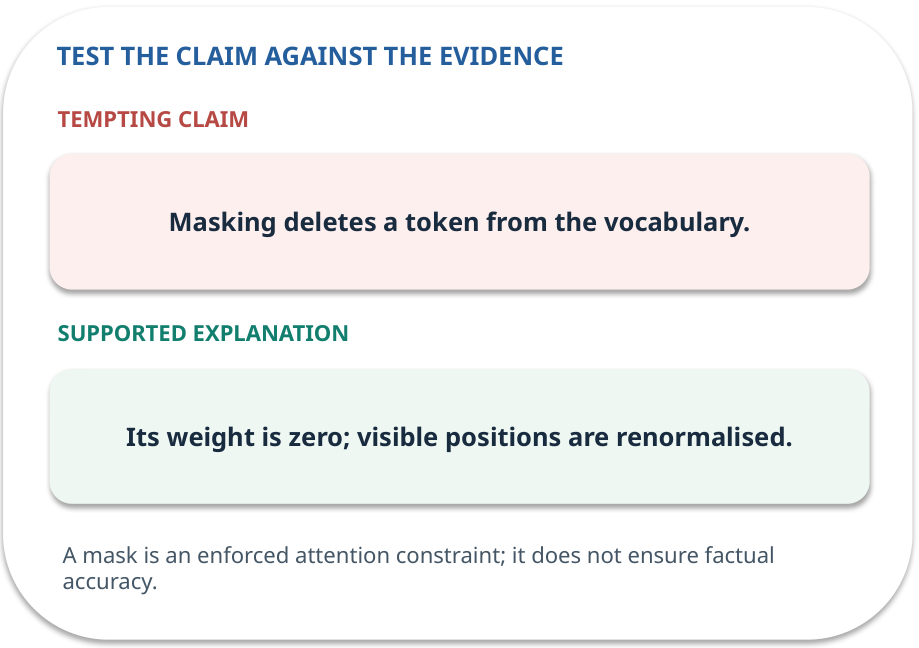 TEST THE CLAIM AGAINST THE EVIDENCE
TEMPTING CLAIM
Masking deletes a token from the vocabulary.
SUPPORTED EXPLANATION
Its weight is zero; visible positions are renormalised.
A mask is an enforced attention constraint; it does not ensure factual
accuracy.